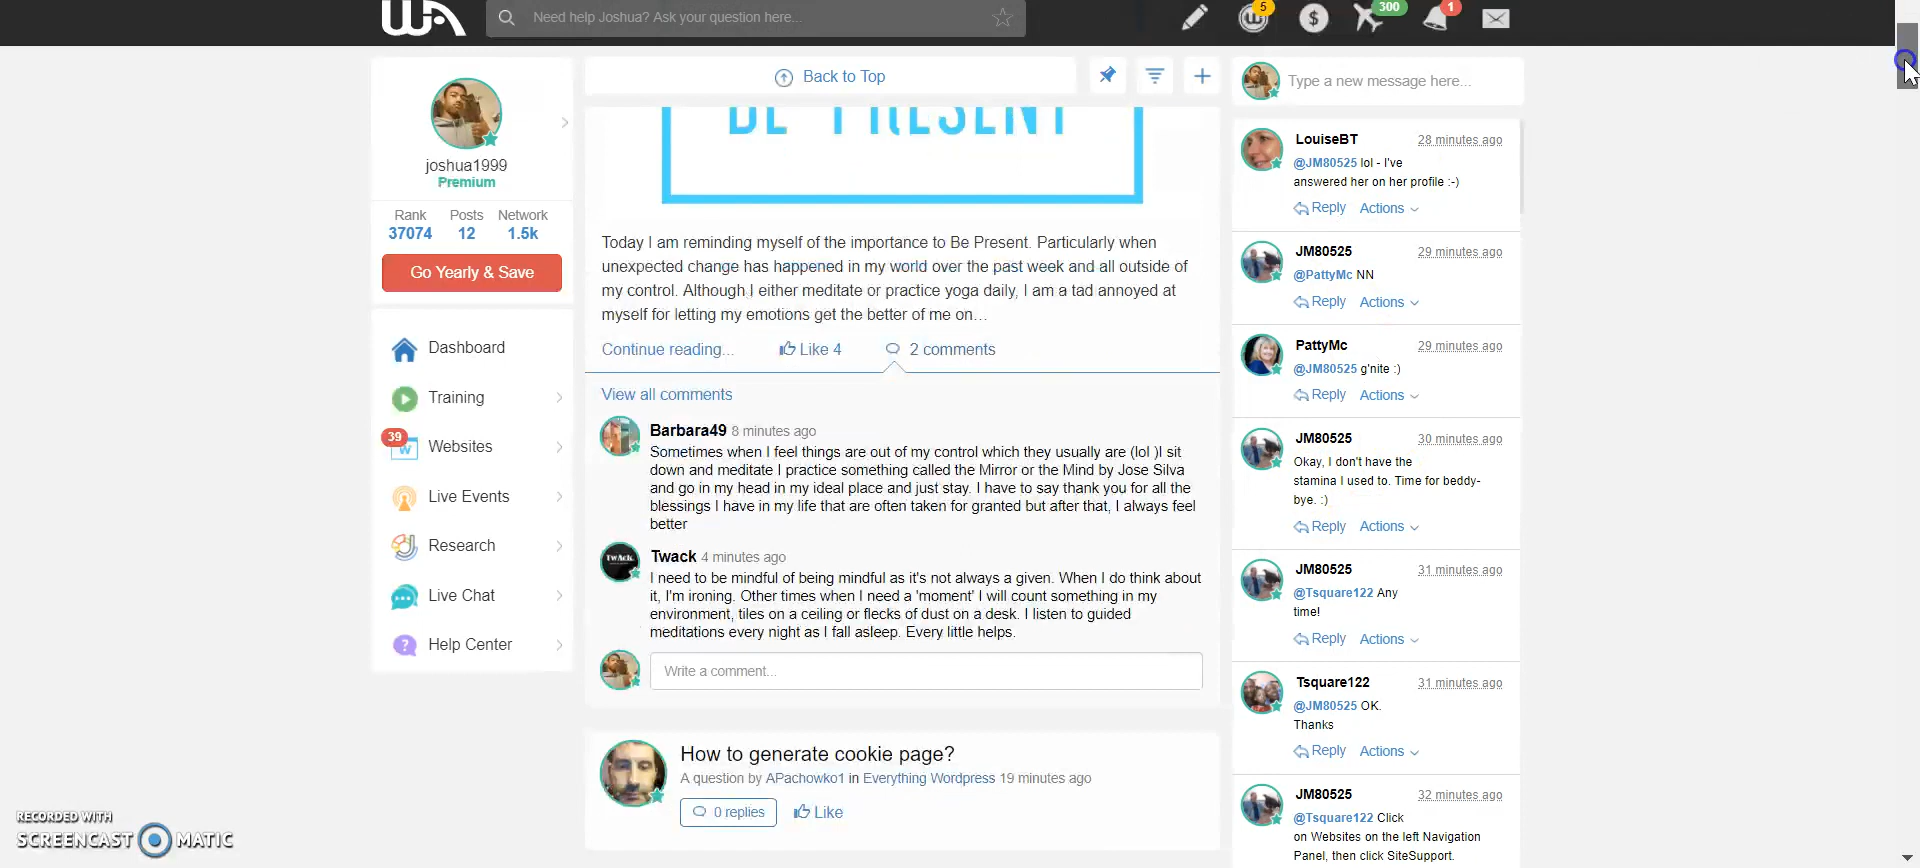 WA
Need help Joshua? Ask your question here...
5
300
1
joshua1999
Premium
Rank Posts Network
37074 12 1.5k
Go Yearly & Save
Dashboard
Training
39
Websites
Live Events
Research
Live Chat
Help Center
Back to Top
BE PRESENT
Today I am reminding myself of the importance to Be Present. Particularly when
unexpected change has happened in my world over the past week and all outside of
my control. Although I either meditate or practice yoga daily, I am a tad annoyed at
myself for letting my emotions get the better of me on…
Continue reading... Like 4 2 comments
View all comments
Barbara49 8 minutes ago
Sometimes when I feel things are out of my control which they usually are (lol )I sit
down and meditate I practice something called the Mirror or the Mind by Jose Silva
and go in my head in my ideal place and just stay. I have to say thank you for all the
blessings I have in my life that are often taken for granted but after that, I always feel
better
TwAck
Twack 4 minutes ago
I need to be mindful of being mindful as it's not always a given. When I do think about
it, I'm ironing. Other times when I need a 'moment' I will count something in my
environment, tiles on a ceiling or flecks of dust on a desk. I listen to guided
meditations every night as I fall asleep. Every little helps.
Write a comment...
How to generate cookie page?
A question by APachowko1 in Everything Wordpress 19 minutes ago
0 replies Like
Type a new message here...
LouiseBT 28 minutes ago
@JM80525 lol - I've
answered her on her profile :-)
Reply Actions
JM80525 29 minutes ago
@PattyMc NN
Reply Actions
PattyMc 29 minutes ago
@JM80525 g'nite :)
Reply Actions
JM80525 30 minutes ago
Okay, I don't have the
stamina I used to. Time for beddy-
bye. :)
Reply Actions
JM80525 31 minutes ago
@Tsquare122 Any
time!
Reply Actions
Tsquare122 31 minutes ago
@JM80525 OK.
Thanks
Reply Actions
JM80525 32 minutes ago
@Tsquare122 Click
on Websites on the left Navigation
Panel, then click SiteSupport.
RECORDED WITH
SCREENCAST MATIC